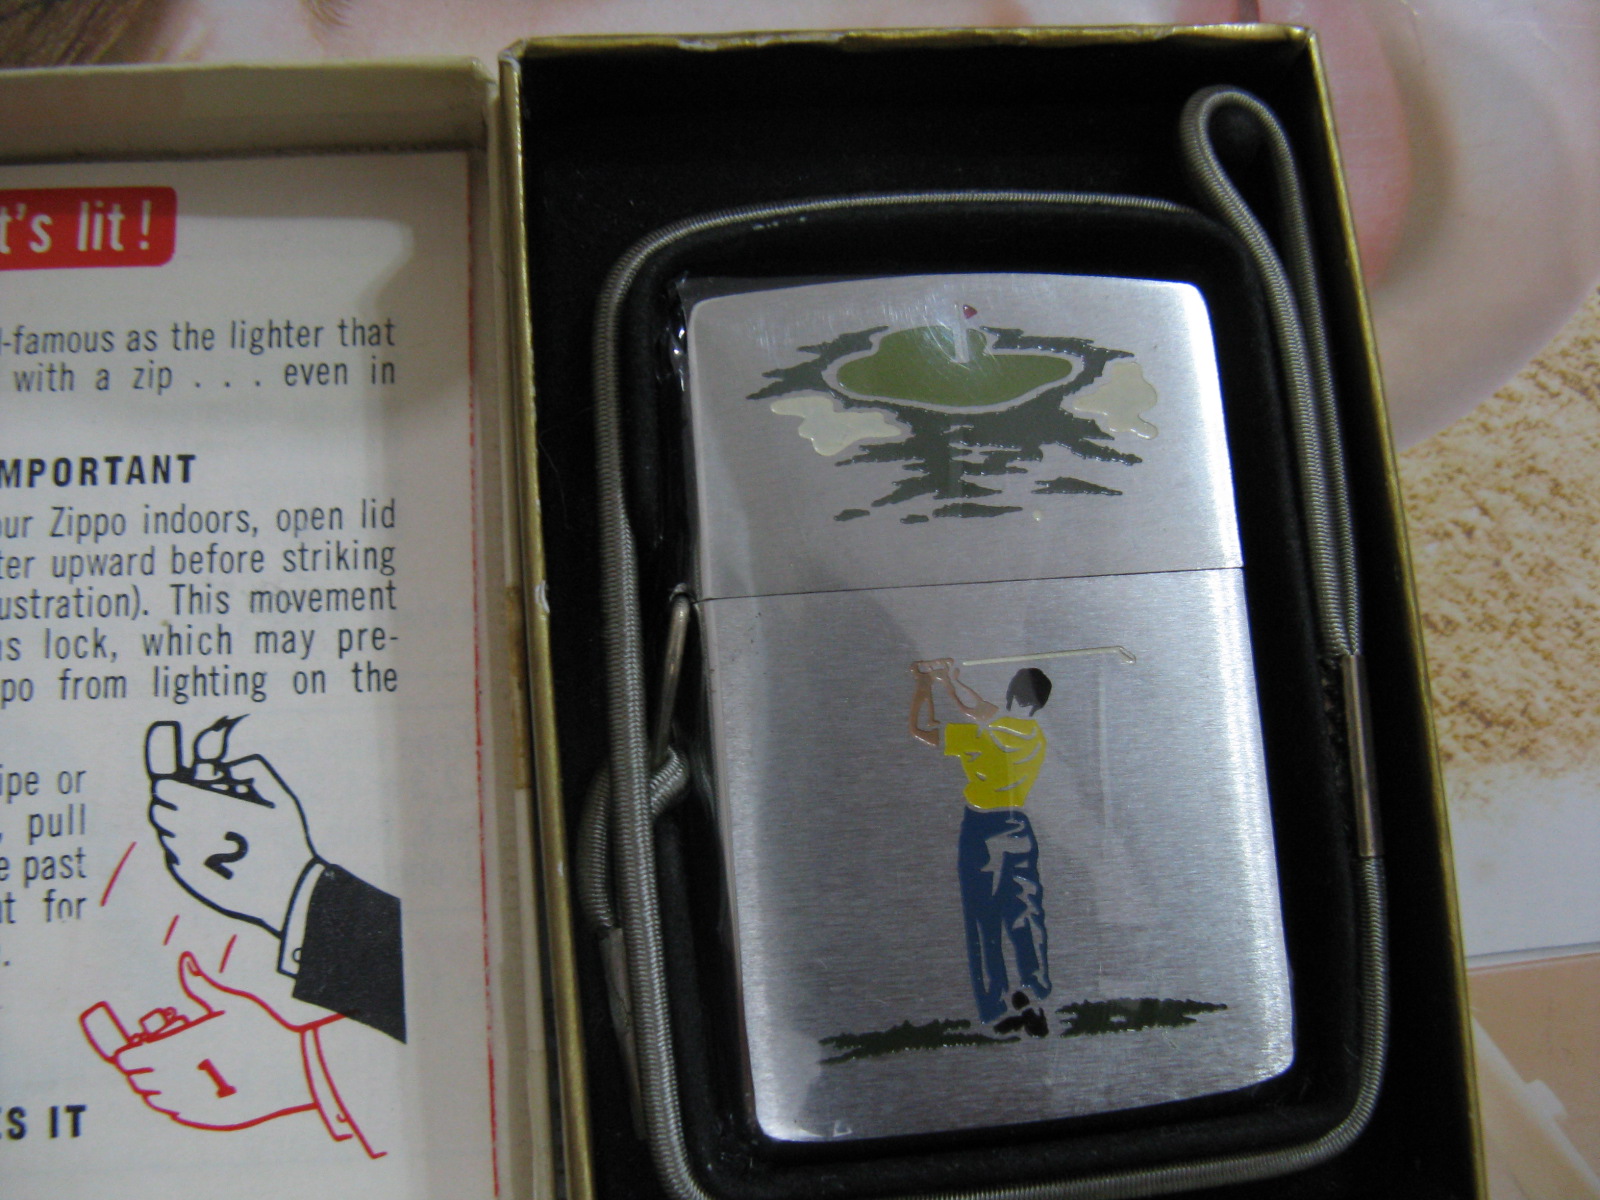 t's lit!
-famous as the lighter that
with a zip . . . even in
MPORTANT
our Zippo indoors, open lid
ter upward before striking
ustration). This movement
ns lock, which may pre-
po from lighting on the
ipe or
, pull
e past
ut for
.
2
1
ES IT